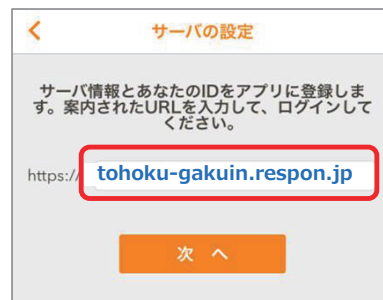 サーバの設定
サーバ情報とあなたのIDをアプリに登録しま
す。案内されたURLを入力して、ログインして
ください。
https:// tohoku-gakuin.respon.jp
次 へ